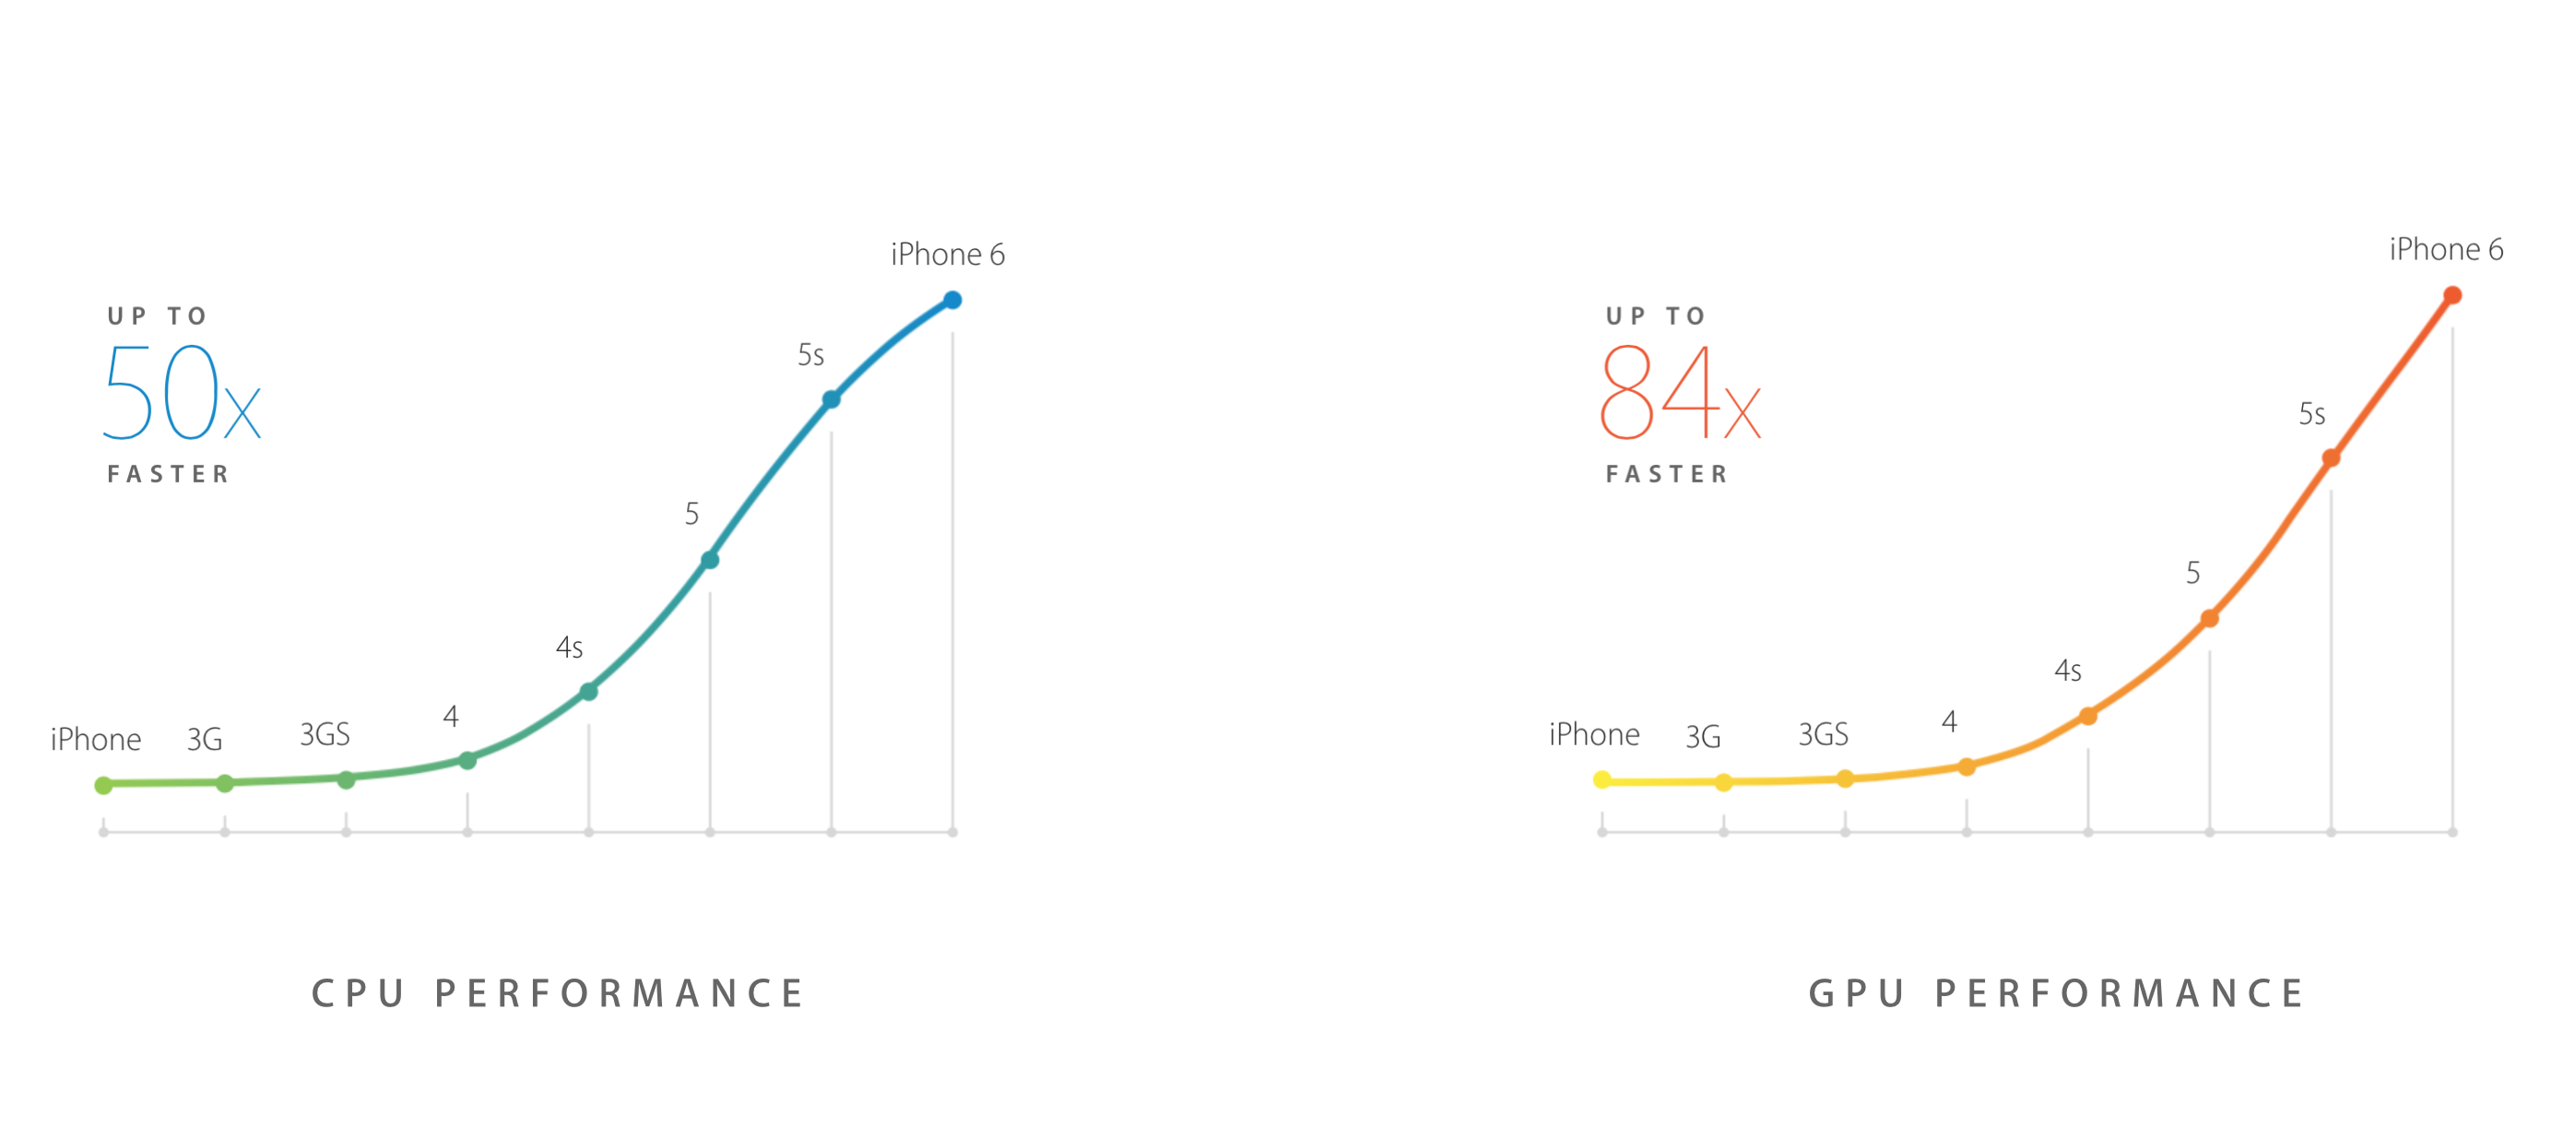 iPhone 6
UP TO
50x
FASTER
5s
5
4s
4
3GS
3G
iPhone
CPU PERFORMANCE
iPhone 6
UP TO
84x
FASTER
5s
5
4s
4
3GS
3G
iPhone
GPU PERFORMANCE